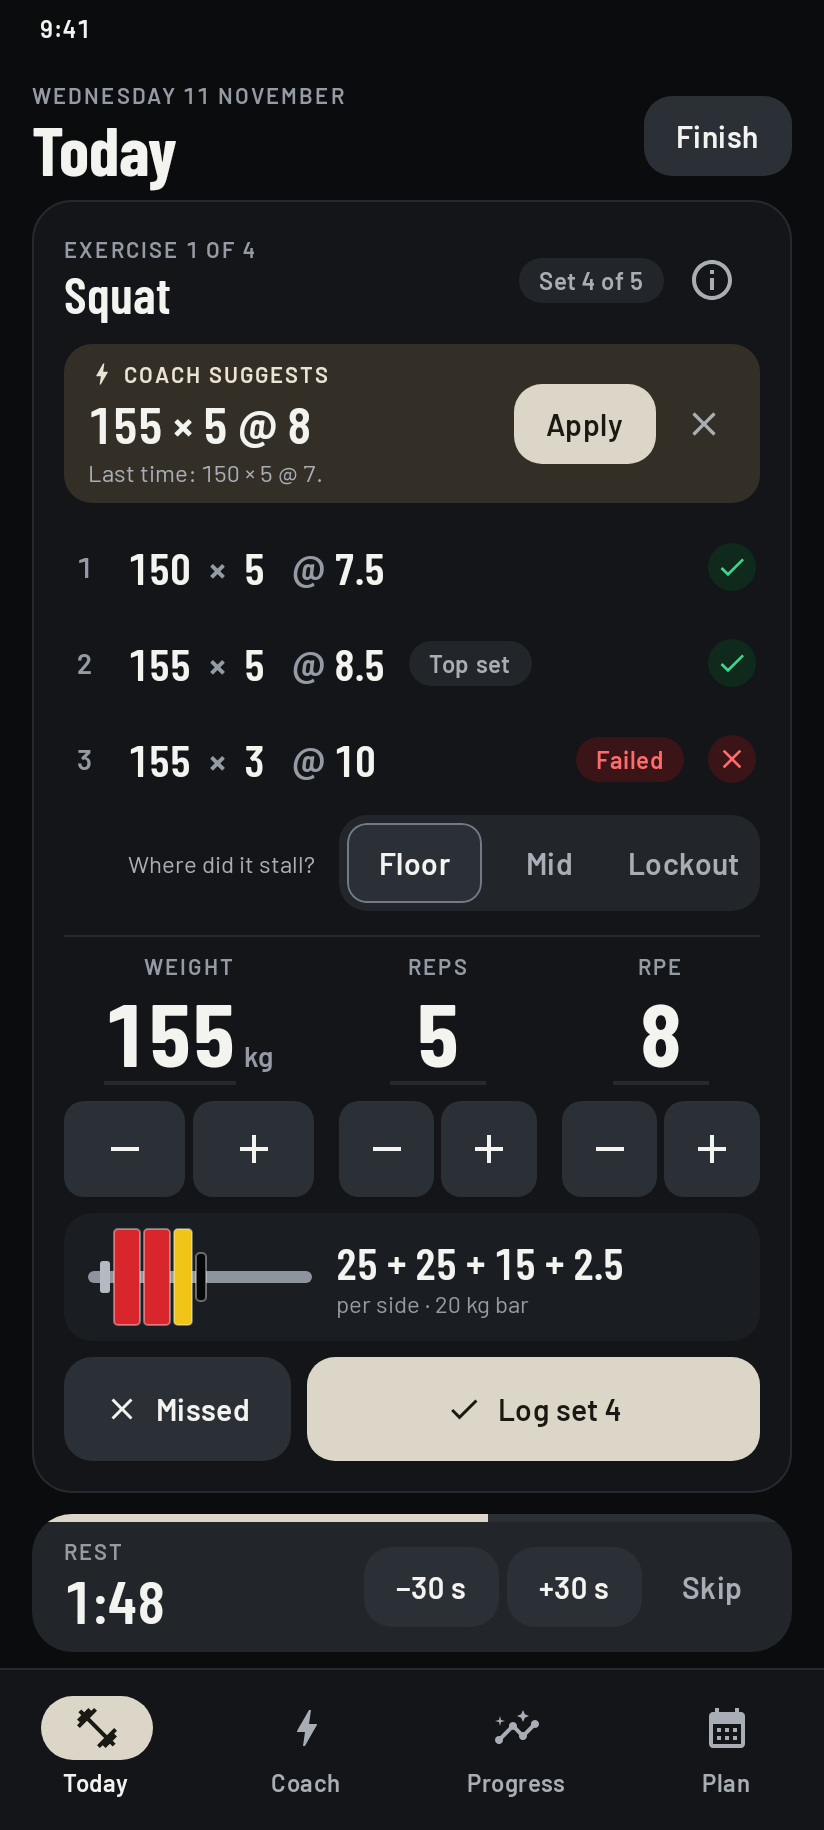 9:41
WEDNESDAY 11 NOVEMBER
Today
Finish
EXERCISE 1 OF 4
Squat
Set 4 of 5
COACH SUGGESTS
155 × 5 @ 8
Last time: 150 × 5 @ 7.
Apply
1 150 × 5 @ 7.5
2 155 × 5 @ 8.5 Top set
3 155 × 3 @ 10 Failed
Where did it stall? Floor Mid Lockout
WEIGHT REPS RPE
155 kg 5 8
− + − + − +
25 + 25 + 15 + 2.5
per side · 20 kg bar
Missed Log set 4
REST
1:48
−30 s +30 s Skip
Today Coach Progress Plan